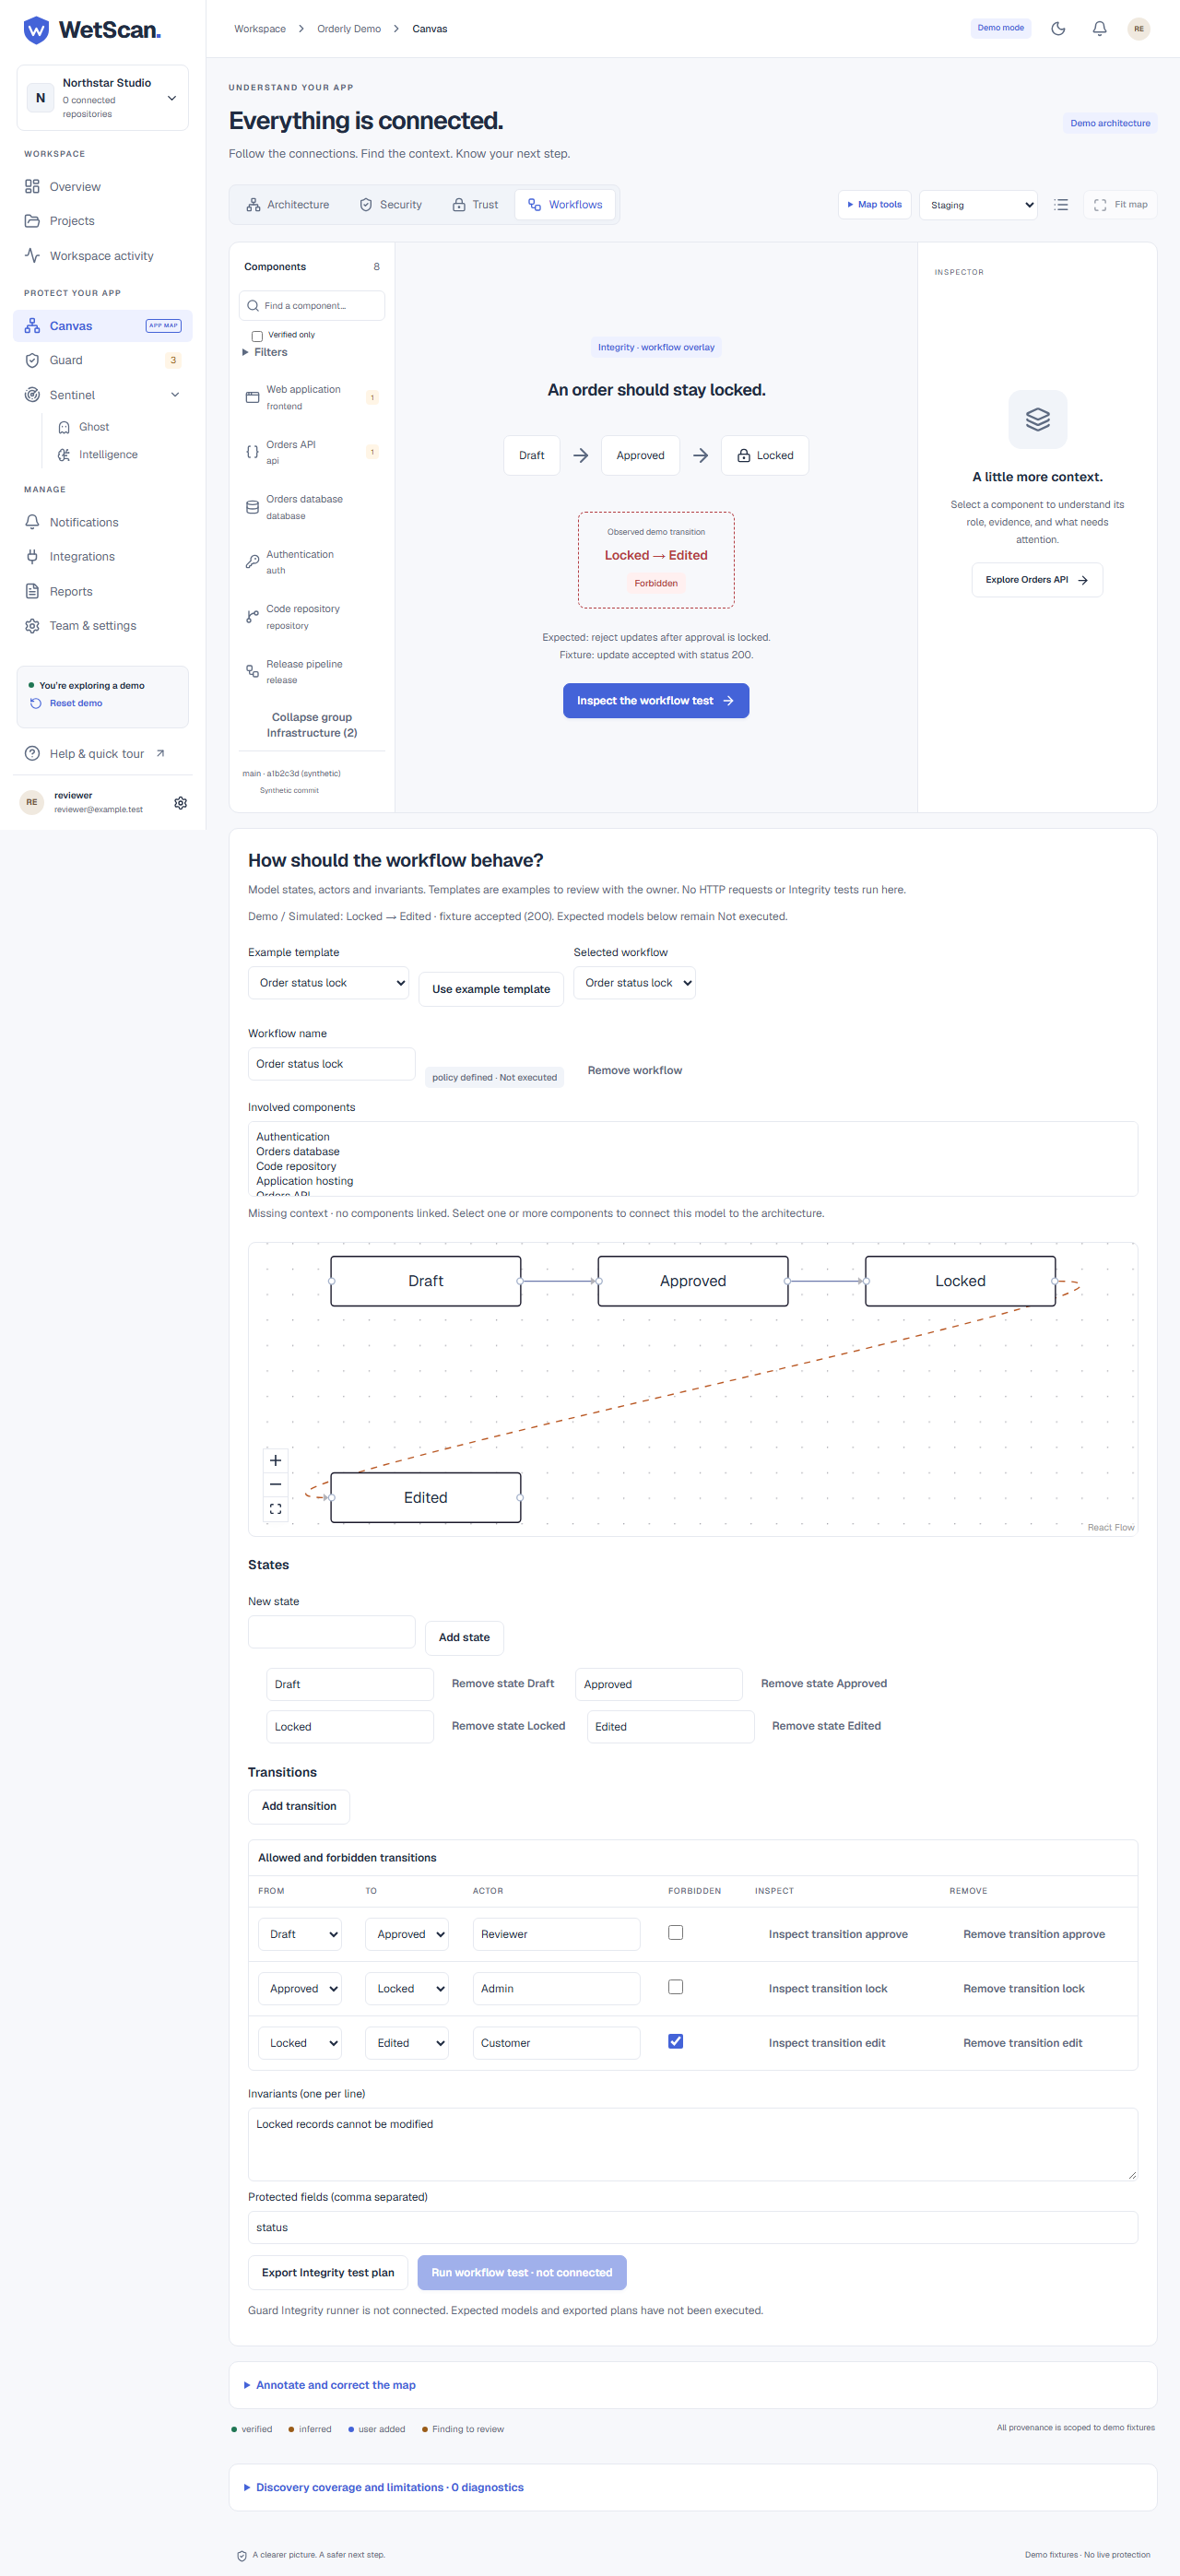 WetScan.
N
Northstar Studio
0 connected
repositories
WORKSPACE
Overview
Projects
Workspace activity
PROTECT YOUR APP
Canvas
APP MAP
Guard
3
Sentinel
Ghost
Intelligence
MANAGE
Notifications
Integrations
Reports
Team & settings
You're exploring a demo
Reset demo
Help & quick tour
RE
reviewer
reviewer@example.test
Workspace > Orderly Demo > Canvas
Demo mode
RE
UNDERSTAND YOUR APP
Everything is connected.
Demo architecture
Follow the connections. Find the context. Know your next step.
Architecture
Security
Trust
Workflows
Map tools
Staging
Fit map
Components
8
Find a component...
Verified only
Filters
Web application
frontend
1
Orders API
api
1
Orders database
database
Authentication
auth
Code repository
repository
Release pipeline
release
Collapse group
Infrastructure (2)
main · a1b2c3d (synthetic)
Synthetic commit
Integrity · workflow overlay
An order should stay locked.
Draft
Approved
Locked
Observed demo transition
Locked → Edited
Forbidden
Expected: reject updates after approval is locked.
Fixture: update accepted with status 200.
Inspect the workflow test
INSPECTOR
A little more context.
Select a component to understand its
role, evidence, and what needs
attention.
Explore Orders API
How should the workflow behave?
Model states, actors and invariants. Templates are examples to review with the owner. No HTTP requests or Integrity tests run here.
Demo / Simulated: Locked → Edited · fixture accepted (200). Expected models below remain Not executed.
Example template
Selected workflow
Order status lock
Use example template
Order status lock
Workflow name
Order status lock
policy defined · Not executed
Remove workflow
Involved components
Authentication
Orders database
Code repository
Application hosting
Orders API
Missing context · no components linked. Select one or more components to connect this model to the architecture.
Draft
Approved
Locked
Edited
React Flow
States
New state
Add state
Draft
Remove state Draft
Approved
Remove state Approved
Locked
Remove state Locked
Edited
Remove state Edited
Transitions
Add transition
Allowed and forbidden transitions
FROM TO ACTOR FORBIDDEN INSPECT REMOVE
Draft Approved Reviewer Inspect transition approve Remove transition approve
Approved Locked Admin Inspect transition lock Remove transition lock
Locked Edited Customer Inspect transition edit Remove transition edit
Invariants (one per line)
Locked records cannot be modified
Protected fields (comma separated)
status
Export Integrity test plan
Run workflow test · not connected
Guard Integrity runner is not connected. Expected models and exported plans have not been executed.
Annotate and correct the map
verified
inferred
user added
Finding to review
All provenance is scoped to demo fixtures
Discovery coverage and limitations · 0 diagnostics
A clearer picture. A safer next step.
Demo fixtures · No live protection